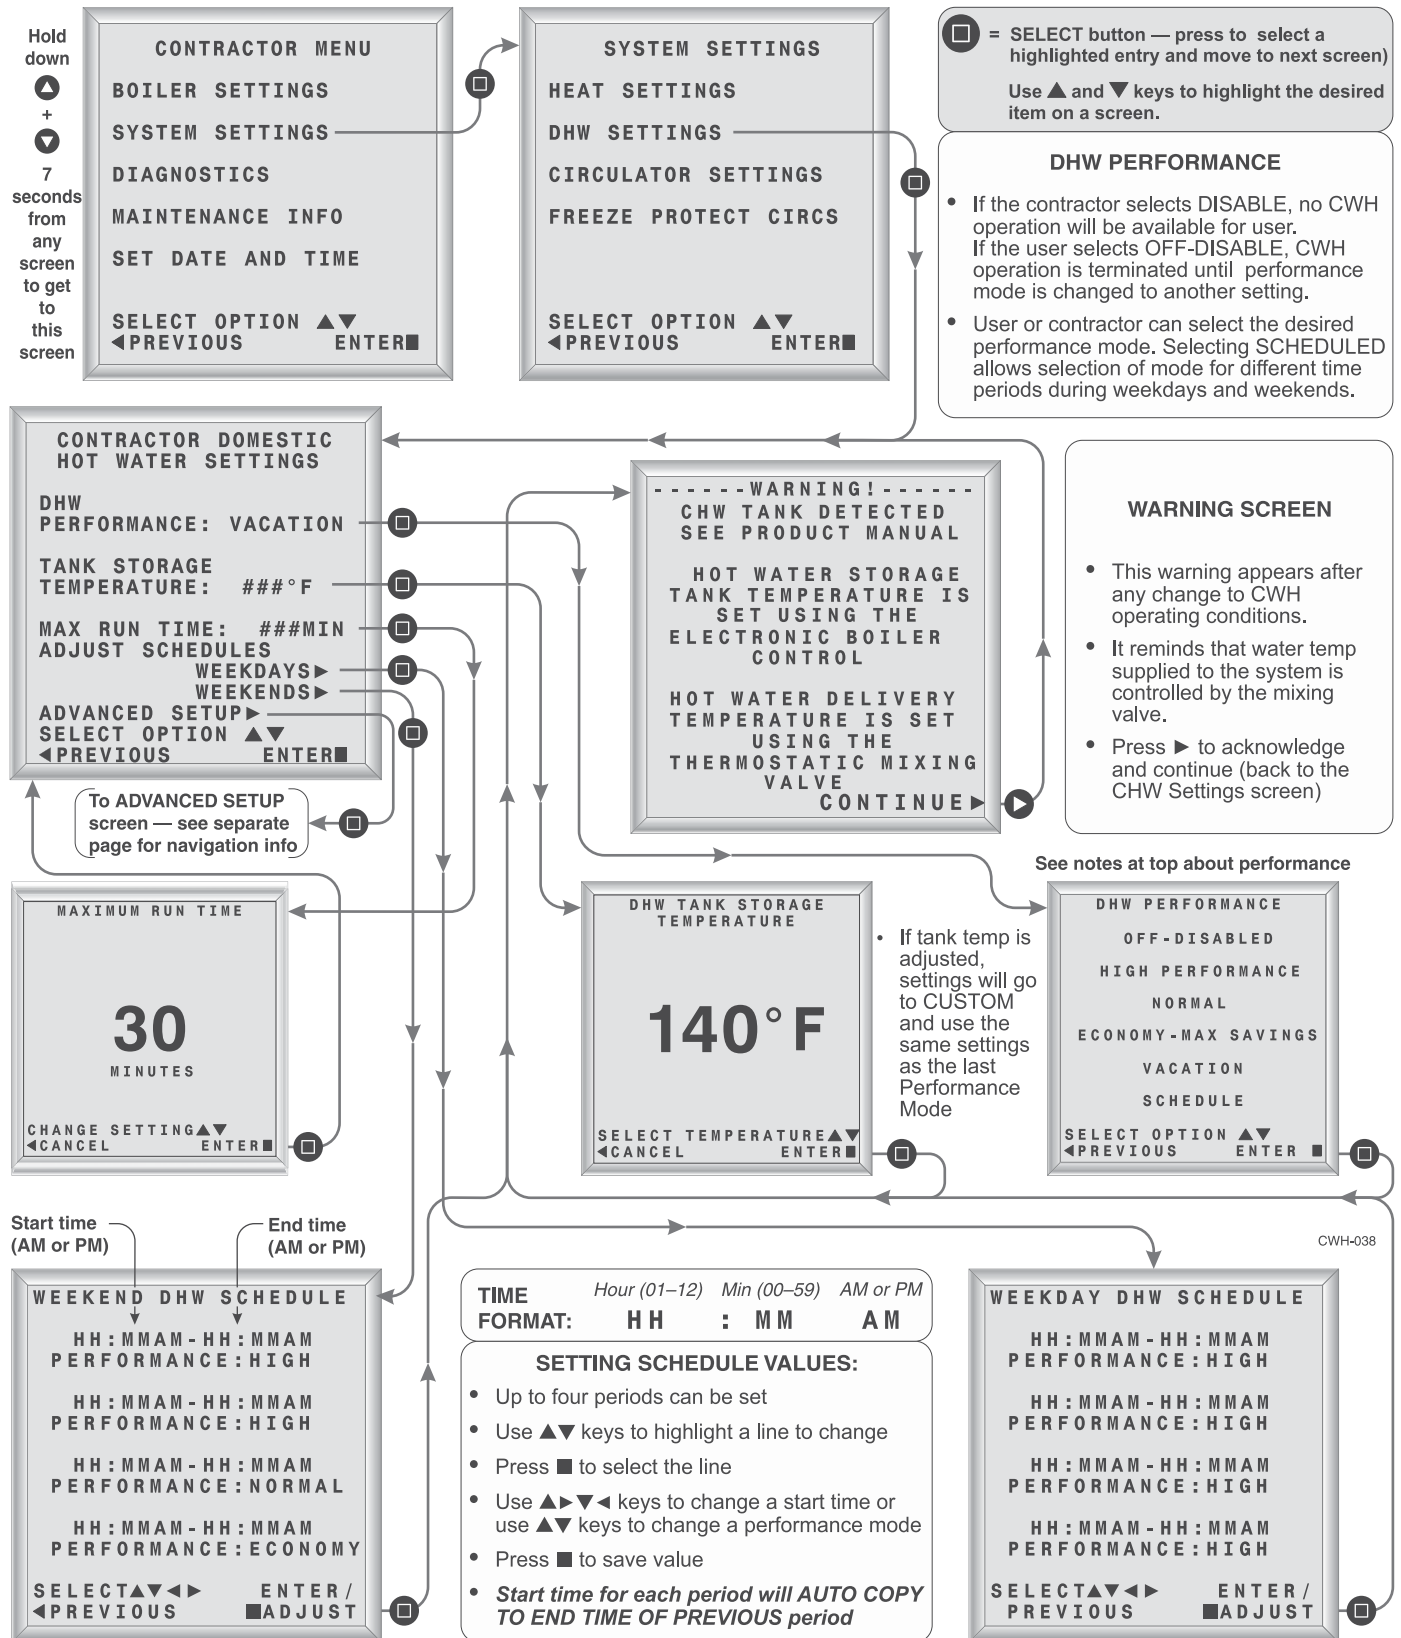 Hold
down
+
7
seconds
from
any
screen
to get
to
this
screen
CONTRACTOR MENU
BOILER SETTINGS
SYSTEM SETTINGS
DIAGNOSTICS
MAINTENANCE INFO
SET DATE AND TIME
SELECT OPTION ▲▼
◀PREVIOUS ENTER■
SYSTEM SETTINGS
HEAT SETTINGS
DHW SETTINGS
CIRCULATOR SETTINGS
FREEZE PROTECT CIRCS
SELECT OPTION ▲▼
◀PREVIOUS ENTER■
= SELECT button — press to select a
highlighted entry and move to next screen)
Use ▲ and ▼ keys to highlight the desired
item on a screen.
DHW PERFORMANCE
• If the contractor selects DISABLE, no CWH
operation will be available for user.
If the user selects OFF-DISABLE, CWH
operation is terminated until performance
mode is changed to another setting.
• User or contractor can select the desired
performance mode. Selecting SCHEDULED
allows selection of mode for different time
periods during weekdays and weekends.
CONTRACTOR DOMESTIC
HOT WATER SETTINGS
DHW
PERFORMANCE: VACATION
TANK STORAGE
TEMPERATURE: ###°F
MAX RUN TIME: ###MIN
ADJUST SCHEDULES
WEEKDAYS▶
WEEKENDS▶
ADVANCED SETUP▶
SELECT OPTION ▲▼
◀PREVIOUS ENTER■
To ADVANCED SETUP
screen — see separate
page for navigation info
------WARNING!------
CHW TANK DETECTED
SEE PRODUCT MANUAL
HOT WATER STORAGE
TANK TEMPERATURE IS
SET USING THE
ELECTRONIC BOILER
CONTROL
HOT WATER DELIVERY
TEMPERATURE IS SET
USING THE
THERMOSTATIC MIXING
VALVE
CONTINUE▶
WARNING SCREEN
• This warning appears after
any change to CWH
operating conditions.
• It reminds that water temp
supplied to the system is
controlled by the mixing
valve.
• Press ▶ to acknowledge
and continue (back to the
CHW Settings screen)
See notes at top about performance
MAXIMUM RUN TIME
30
MINUTES
CHANGE SETTING▲▼
◀CANCEL ENTER■
DHW TANK STORAGE
TEMPERATURE
140°F
SELECT TEMPERATURE▲▼
◀CANCEL ENTER■
• If tank temp is
adjusted,
settings will go
to CUSTOM
and use the
same settings
as the last
Performance
Mode
DHW PERFORMANCE
OFF-DISABLED
HIGH PERFORMANCE
NORMAL
ECONOMY-MAX SAVINGS
VACATION
SCHEDULE
SELECT OPTION ▲▼
◀PREVIOUS ENTER ■
CWH-038
Start time
(AM or PM)
End time
(AM or PM)
WEEKEND DHW SCHEDULE
HH:MMAM-HH:MMAM
PERFORMANCE:HIGH
HH:MMAM-HH:MMAM
PERFORMANCE:HIGH
HH:MMAM-HH:MMAM
PERFORMANCE:NORMAL
HH:MMAM-HH:MMAM
PERFORMANCE:ECONOMY
SELECT▲▼◀▶ ENTER/
◀PREVIOUS ■ADJUST
TIME Hour (01–12) Min (00–59) AM or PM
FORMAT: HH : MM AM
SETTING SCHEDULE VALUES:
• Up to four periods can be set
• Use ▲▼ keys to highlight a line to change
• Press ■ to select the line
• Use ▲▶▼◀ keys to change a start time or
use ▲▼ keys to change a performance mode
• Press ■ to save value
• Start time for each period will AUTO COPY
TO END TIME OF PREVIOUS period
WEEKDAY DHW SCHEDULE
HH:MMAM-HH:MMAM
PERFORMANCE:HIGH
HH:MMAM-HH:MMAM
PERFORMANCE:HIGH
HH:MMAM-HH:MMAM
PERFORMANCE:HIGH
HH:MMAM-HH:MMAM
PERFORMANCE:HIGH
SELECT▲▼◀▶ ENTER/
PREVIOUS ■ADJUST